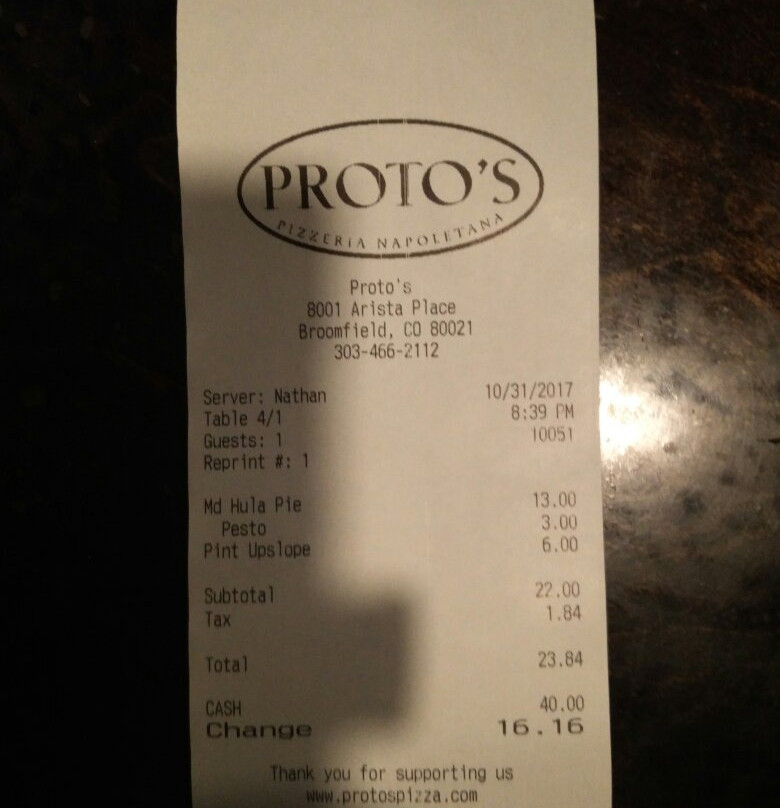 PROTO'S
PIZZERIA NAPOLETANA
Proto's
8001 Arista Place
Broomfield, CO 80021
303-466-2112
Server: Nathan 10/31/2017
Table 4/1 8:39 PM
Guests: 1 10051
Reprint #: 1
Md Hula Pie 13.00
Pesto 3.00
Pint Upslope 6.00
Subtotal 22.00
Tax 1.84
Total 23.84
CASH 40.00
Change 16.16
Thank you for supporting us
www.protospizza.com